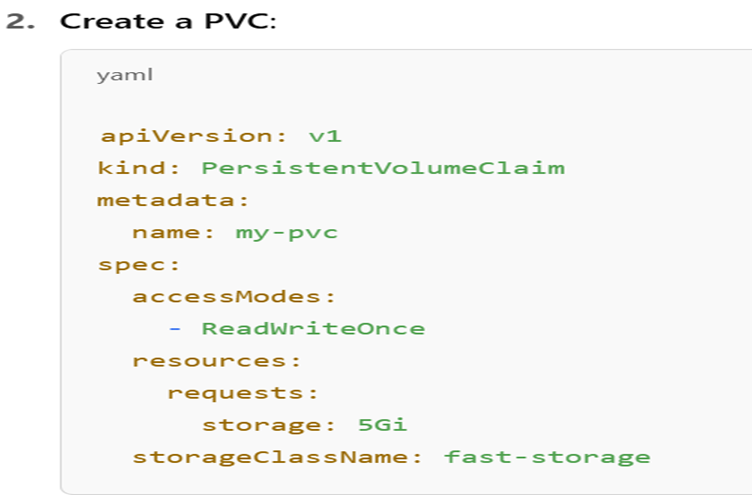 2. Create a PVC:
yaml
apiVersion: v1
kind: PersistentVolumeClaim
metadata:
  name: my-pvc
spec:
  accessModes:
    - ReadWriteOnce
  resources:
    requests:
      storage: 5Gi
  storageClassName: fast-storage